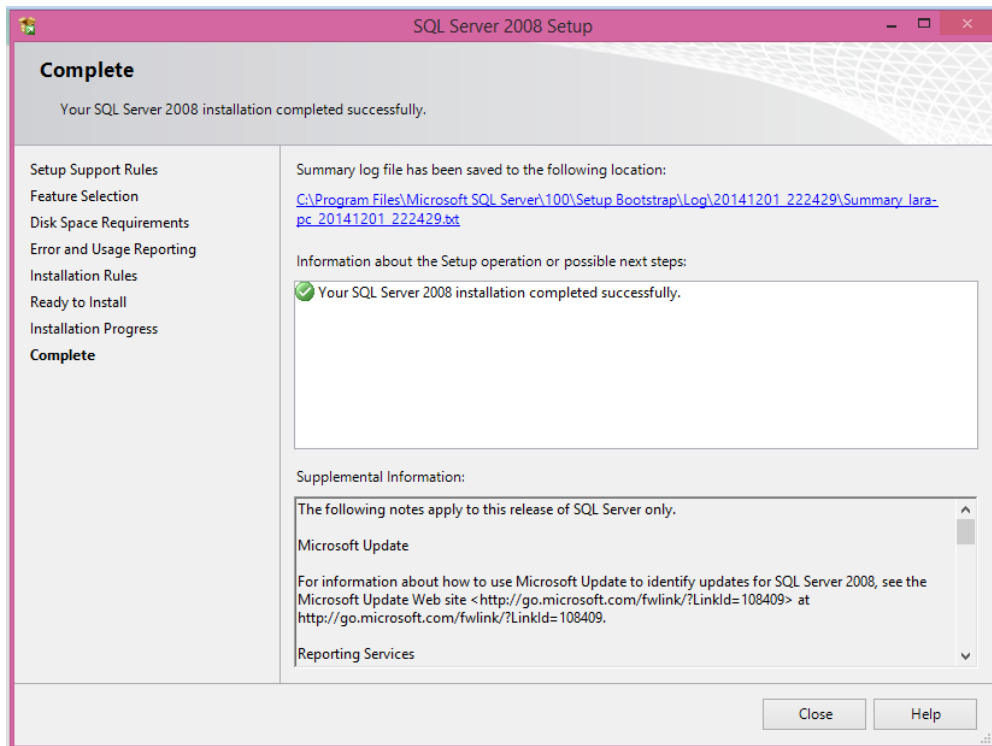 SQL Server 2008 Setup
Complete
Your SQL Server 2008 installation completed successfully.
Setup Support Rules
Feature Selection
Disk Space Requirements
Error and Usage Reporting
Installation Rules
Ready to Install
Installation Progress
Complete
Summary log file has been saved to the following location:
C:\Program Files\Microsoft SQL Server\100\Setup Bootstrap\Log\20141201_222429\Summary_lara-
pc_20141201_222429.txt
Information about the Setup operation or possible next steps:
Your SQL Server 2008 installation completed successfully.
Supplemental Information:
The following notes apply to this release of SQL Server only.
Microsoft Update
For information about how to use Microsoft Update to identify updates for SQL Server 2008, see the
Microsoft Update Web site <http://go.microsoft.com/fwlink/?LinkId=108409> at
http://go.microsoft.com/fwlink/?LinkId=108409.
Reporting Services
Close
Help